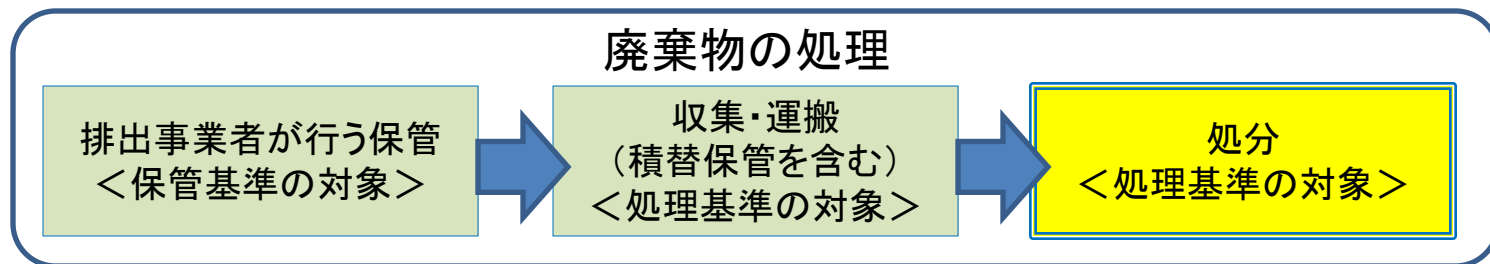 廃棄物の処理
排出事業者が行う保管
＜保管基準の対象＞
収集・運搬
（積替保管を含む）
＜処理基準の対象＞
処分
＜処理基準の対象＞